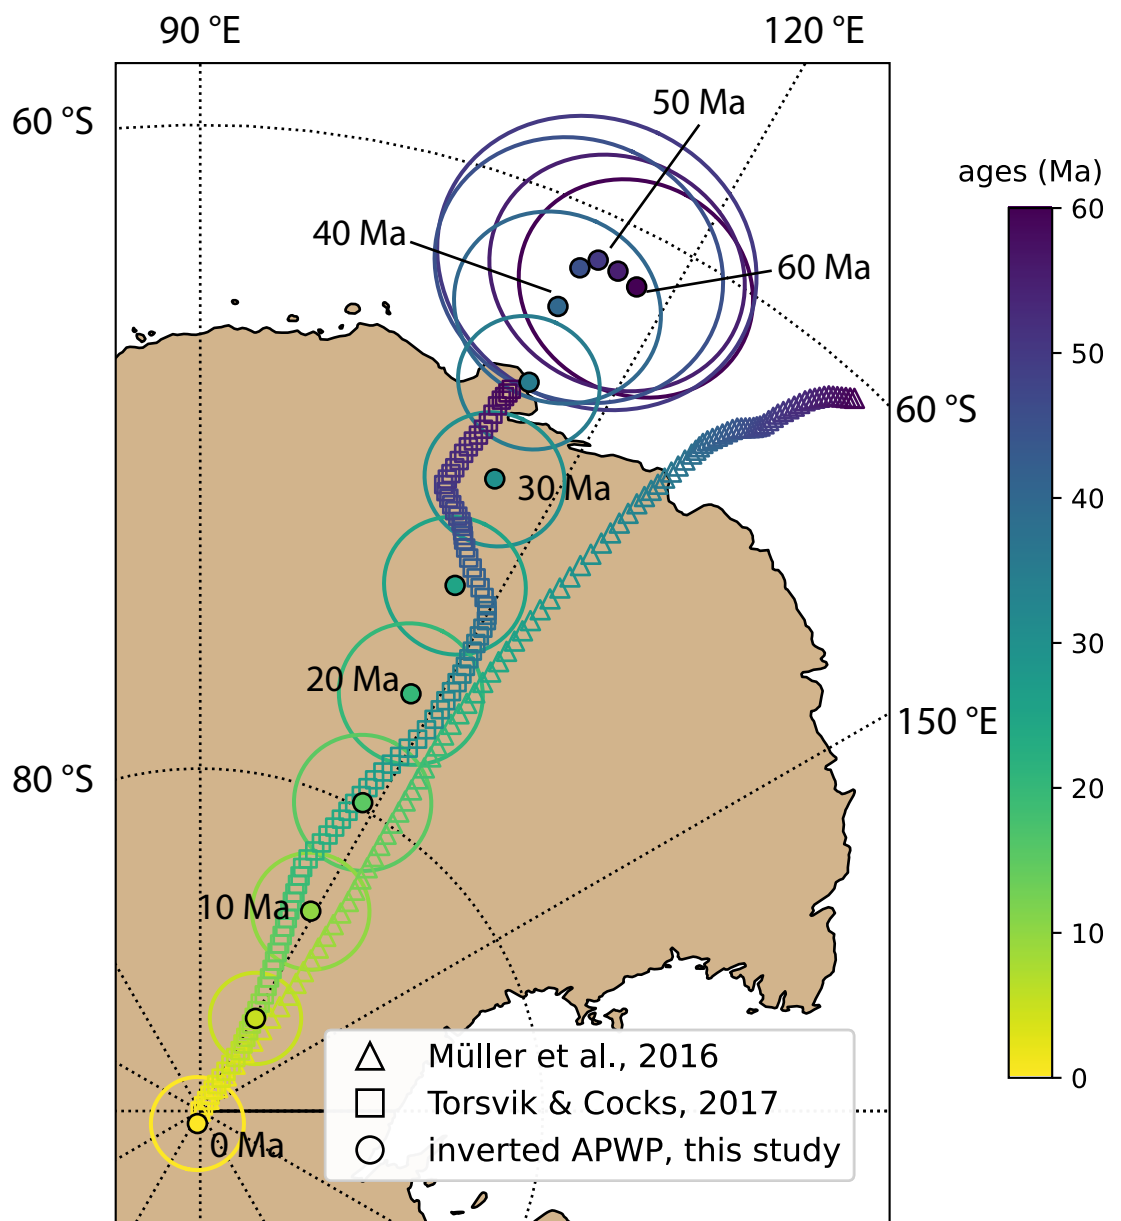 90 °E
120 °E
60 °S
50 Ma
ages (Ma)
60
40 Ma
60 Ma
50
60 °S
30 Ma
40
30
20 Ma
150 °E
80 °S
20
10 Ma
10
Müller et al., 2016
Torsvik & Cocks, 2017
inverted APWP, this study
0 Ma
0